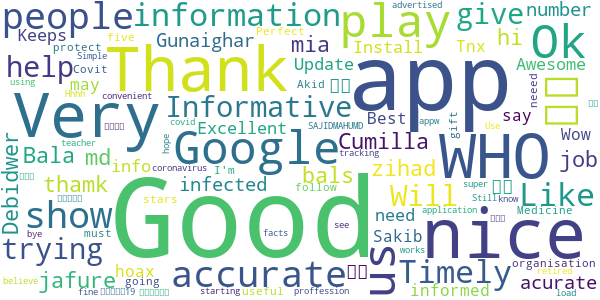 people information play give number Ok
Keeps five Perfect Gunaighar mia Install hi advertised
protect Simple Covit Update Tnx Awesome
help Thank app using convenient
may Akid neeed
Very Informative Best say Wow
Hhhh Excellent SAJIDMAHUMD appw gift Use
Debidwer teacher Google covid Cumilla WHO job
Bala md hope coronavirus I'm tracking
info infected bals zihad super Still know
thamk stars follow Will Like
show Good need application Medicine
must us nice
bye facts see Sakib works organisation
trying accurate Timely acurate
jafure hoax informed retired
believe going useful proffession
fine starting load